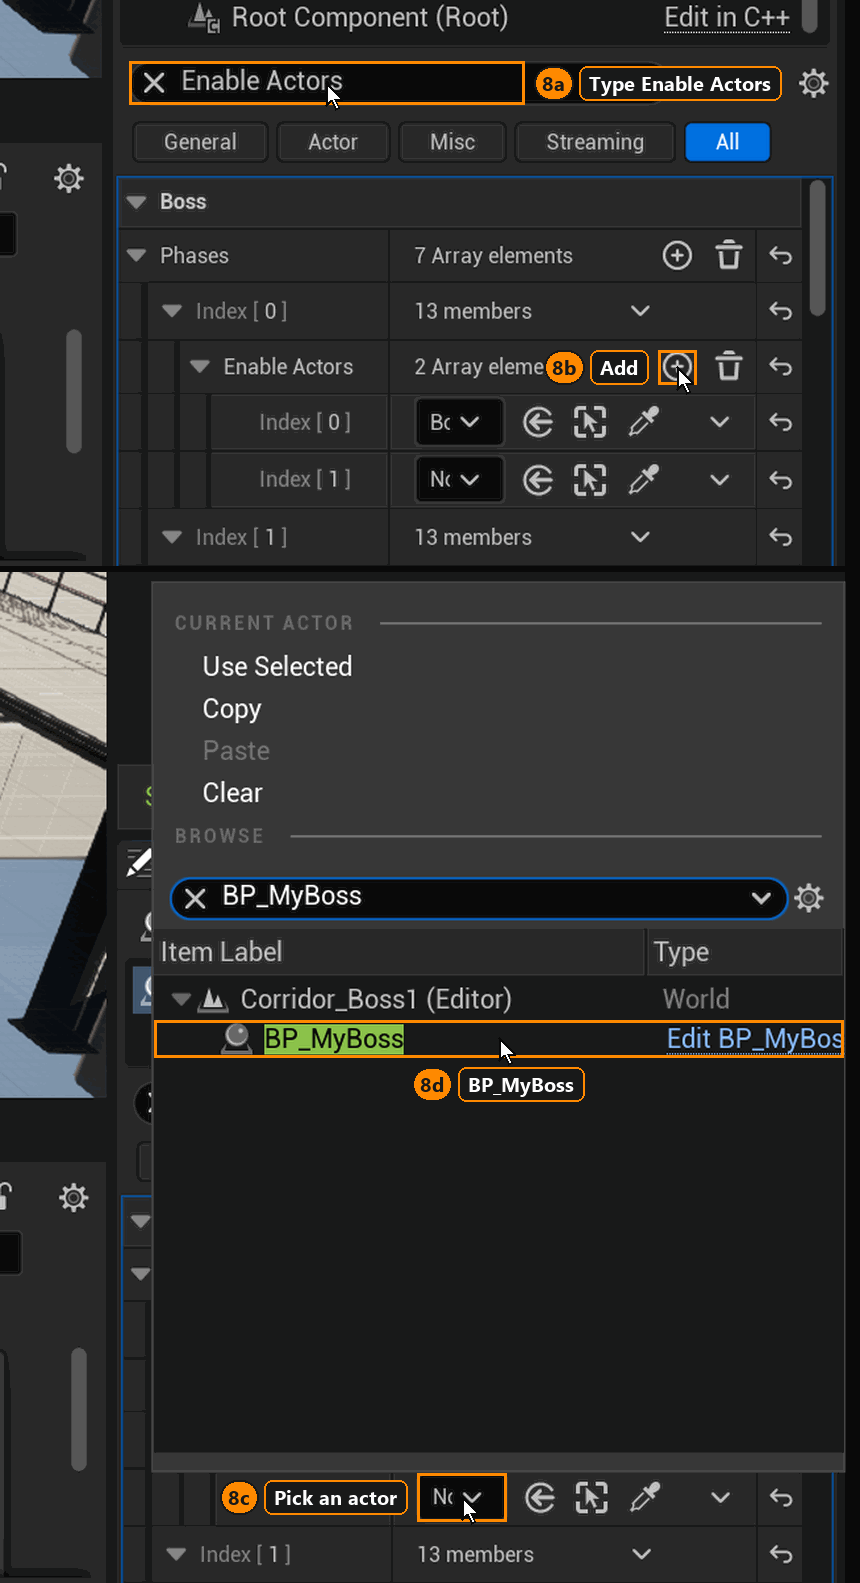 Root Component (Root) Edit in C++
Enable Actors 8a Type Enable Actors
General Actor Misc Streaming All
Boss
Phases 7 Array elements
Index [ 0 ] 13 members
Enable Actors 2 Array eleme 8b Add
Index [ 0 ]
Index [ 1 ]
Index [ 1 ] 13 members
CURRENT ACTOR
Use Selected
Copy
Paste
Clear
BROWSE
BP_MyBoss
Item Label Type
Corridor_Boss1 (Editor) World
BP_MyBoss Edit BP_MyBos
8d BP_MyBoss
8c Pick an actor
Index [ 1 ] 13 members